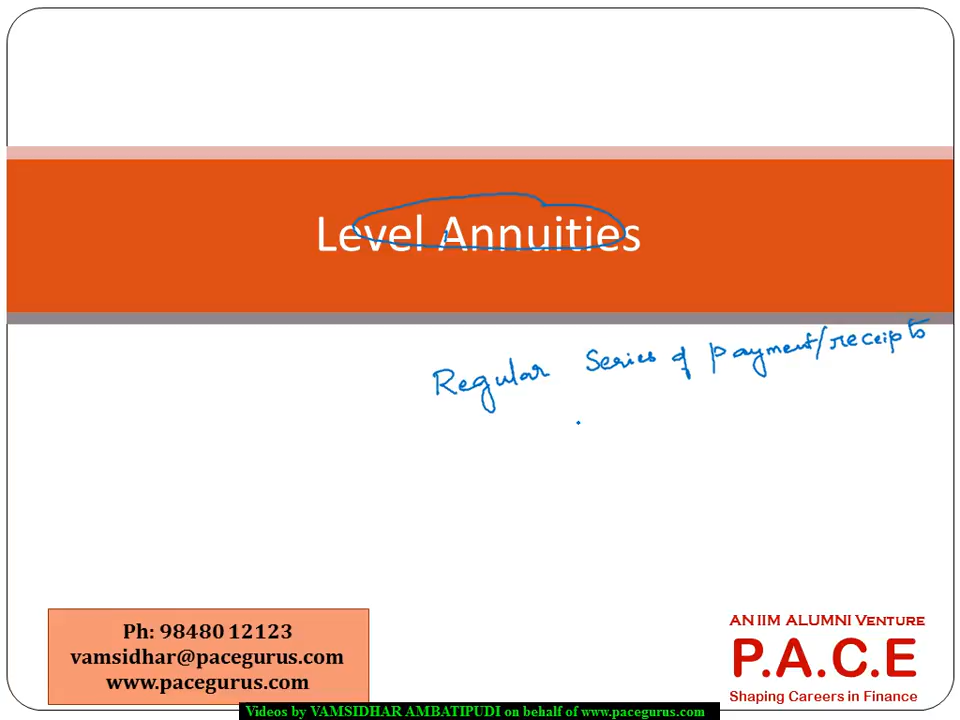 Level Annuities
Regular Series of payment/receipts
Ph: 98480 12123
vamsidhar@pacegurus.com
www.pacegurus.com
AN IIM ALUMNI VENTURE
P.A.C.E
Shaping Careers in Finance
Videos by VAMSIDHAR AMBATIPUDI on behalf of www.pacegurus.com